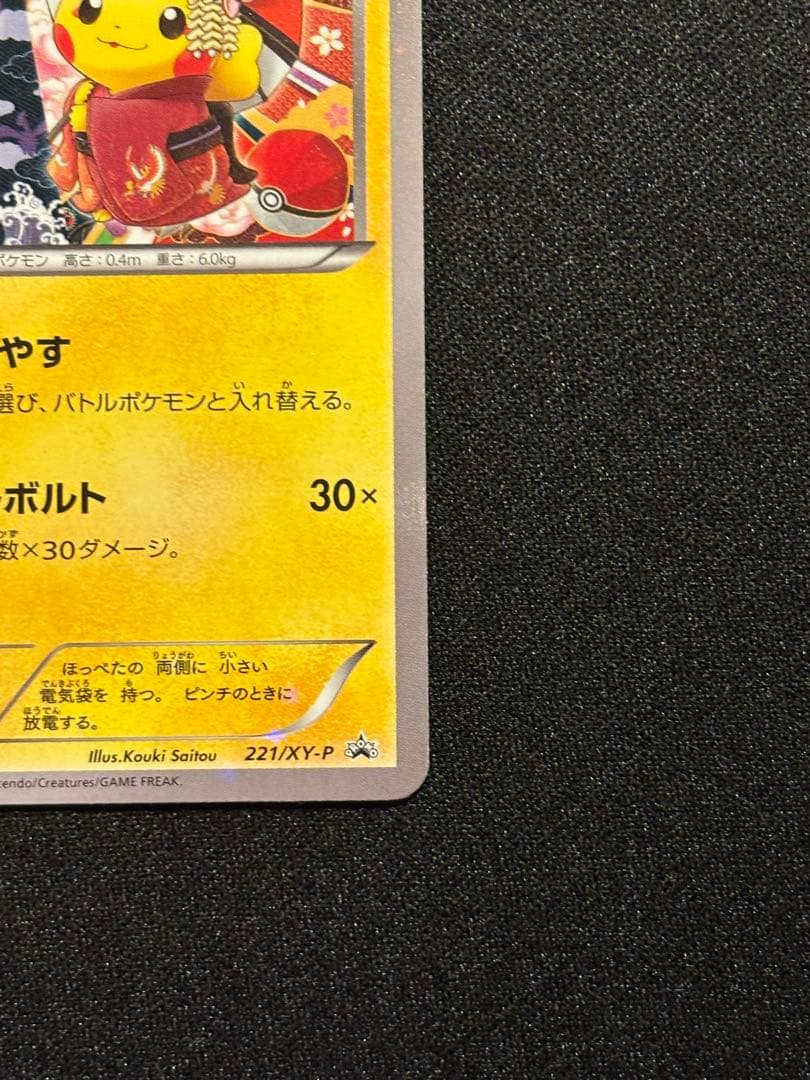 ポケモン 高さ：0.4m 重さ：6.0kg
やす
選び、バトルポケモンと入れ替える。
ボルト 30×
数×30ダメージ。
ほっぺたの 両側に 小さい
電気袋を 持つ。 ピンチのときに
放電する。
Illus.Kouki Saitou 221/XY-P
tendo/Creatures/GAME FREAK.